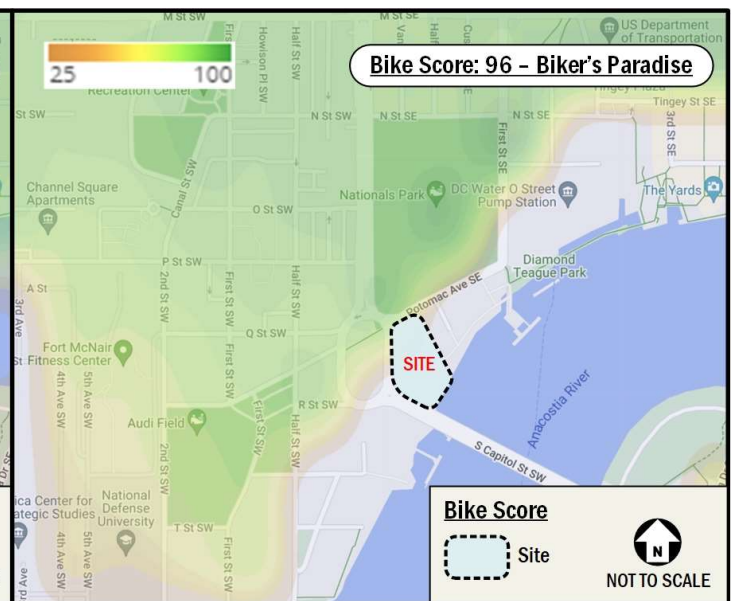 M St SW
M St SE
US Department
of Transportation
25
100
Bike Score: 96 – Biker's Paradise
Recreation Center
Howison Pl SW
Half St SW
Tingey St SE
St SW
N St SW
N St SE
N St SE
First St SE
3rd St SE
Channel Square
Apartments
Canal St SW
Nationals Park
DC Water O Street
Pump Station
The Yards
O St SW
P St SW
Diamond
Teague Park
A St
3rd Ave
2nd St SW
First St SW
Half St SW
Potomac Ave SE
Q St SW
Fort McNair
Fitness Center
SITE
4th Ave SW
5th Ave SW
First St SW
R St SW
Audi Field
First St SW
Half St SW
Anacostia River
2nd St SW
S Capitol St SW
ica Center for
ategic Studies
National
Defense
University
T St SW
4th Ave SW
5th Ave SW
First St SW
rd Ave
Bike Score
Site
N
NOT TO SCALE